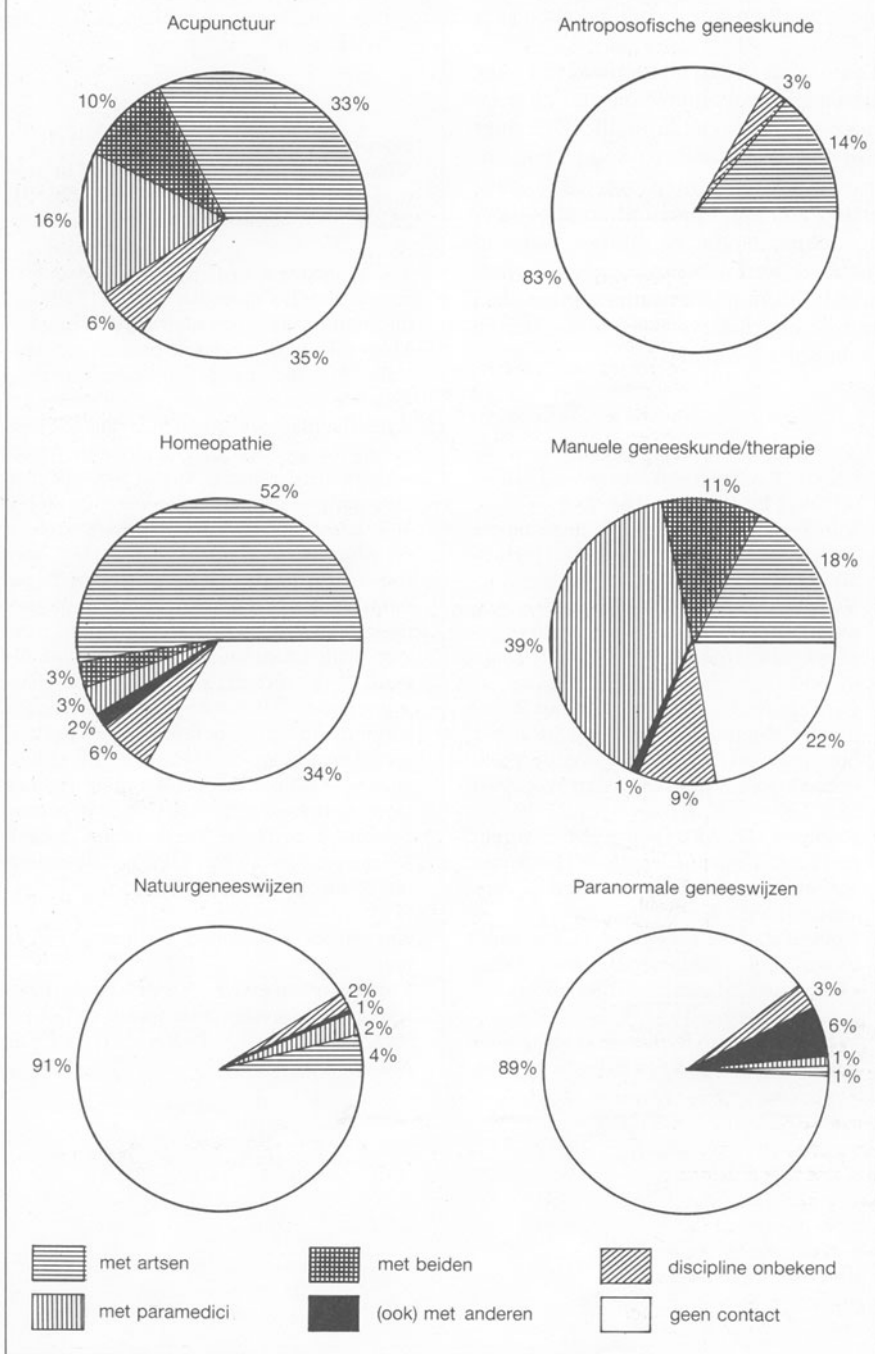 Acupunctuur
10%
33%
16%
6%
35%
Antroposofische geneeskunde
3%
14%
83%
Homeopathie
52%
3%
3%
2%
6%
34%
Manuele geneeskunde/therapie
11%
18%
39%
1%
9%
22%
Natuurgeneeswijzen
2%
1%
2%
4%
91%
Paranormale geneeswijzen
3%
6%
1%
1%
89%
met artsen
met beiden
discipline onbekend
met paramedici
(ook) met anderen
geen contact